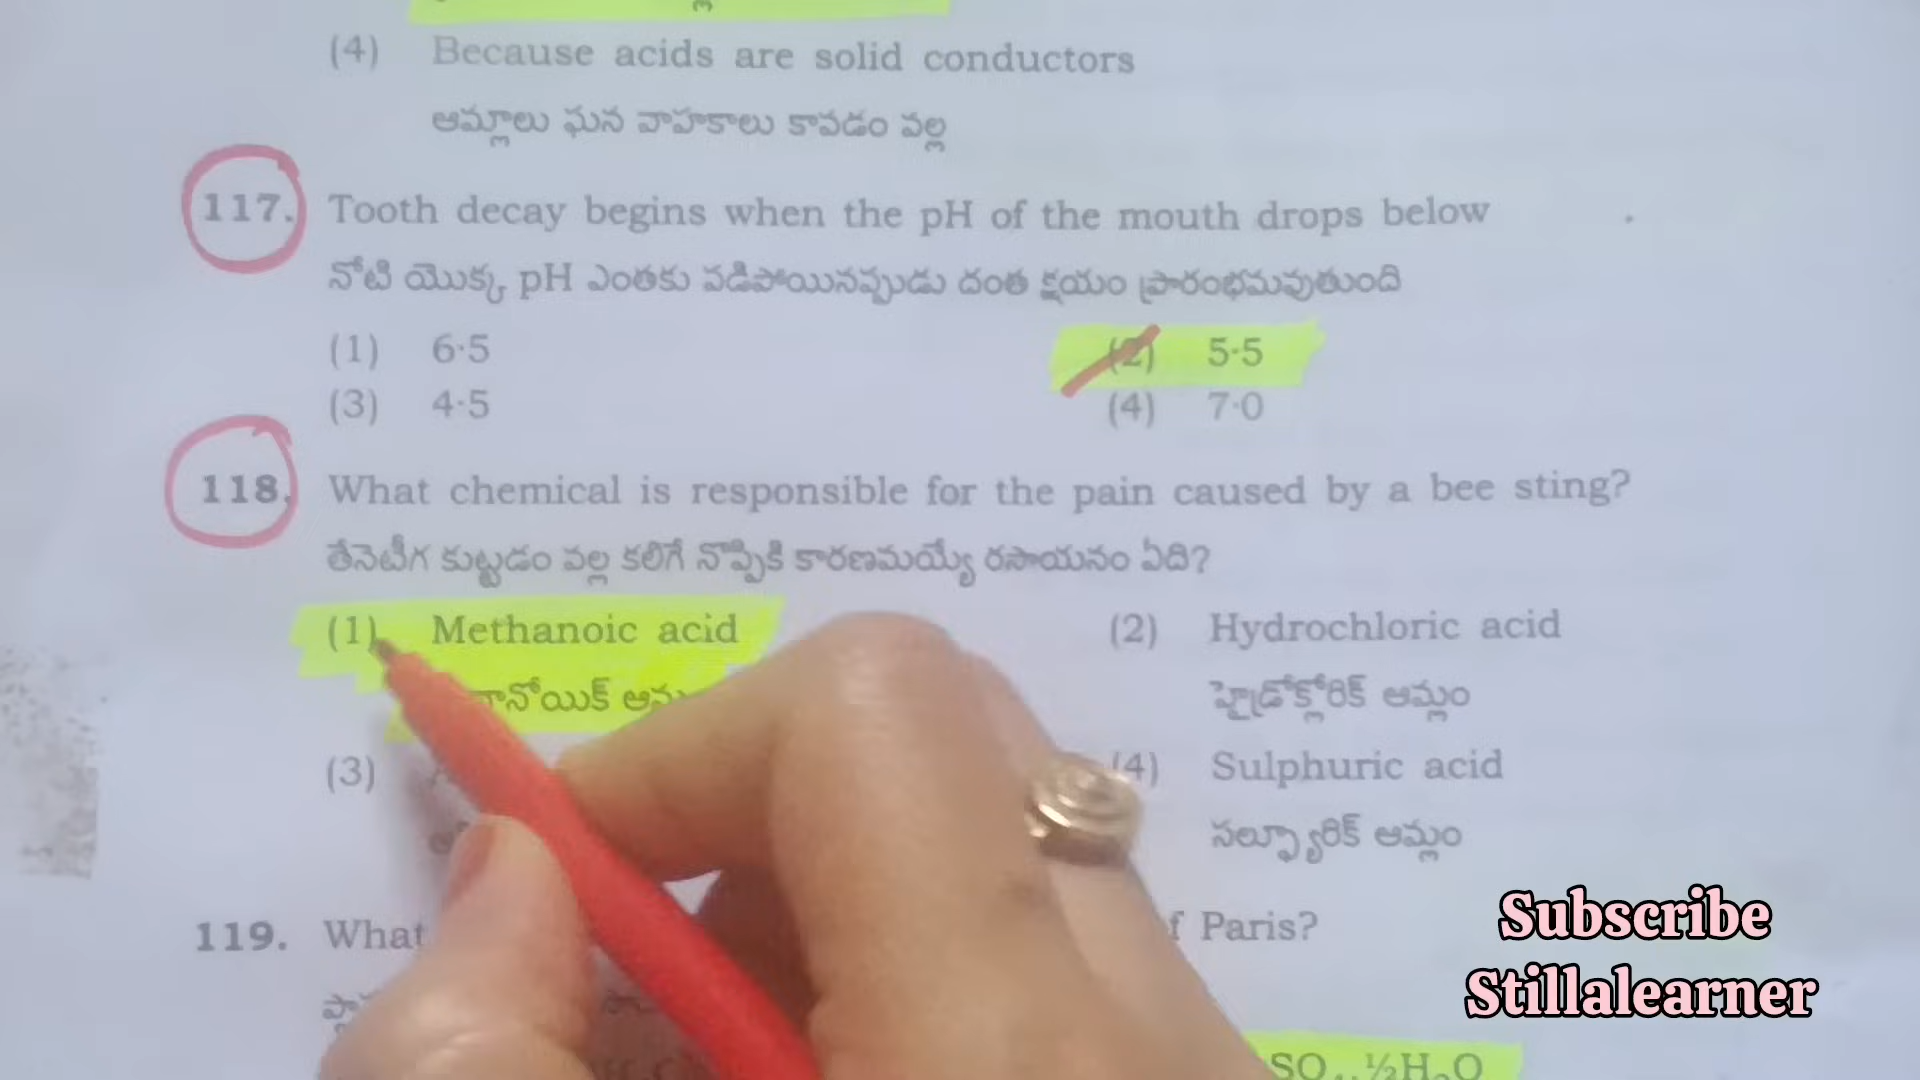 (4) Because acids are solid conductors
ఆమ్లాలు ఘన వాహకాలు కావడం వల్ల
117. Tooth decay begins when the pH of the mouth drops below
నోటి యొక్క pH ఎంతకు పడిపోయినప్పుడు దంత క్షయం ప్రారంభమవుతుంది
(1) 6·5 (2) 5·5
(3) 4·5 (4) 7·0
118. What chemical is responsible for the pain caused by a bee sting?
తేనెటీగ కుట్టడం వల్ల కలిగే నొప్పికి కారణమయ్యే రసాయనం ఏది?
(1) Methanoic acid (2) Hydrochloric acid
హైడ్రోక్లోరిక్ ఆమ్లం
(3) (4) Sulphuric acid
సల్ఫ్యూరిక్ ఆమ్లం
119. What of Paris?
SO₄.½H₂O
Subscribe
Stillalearner